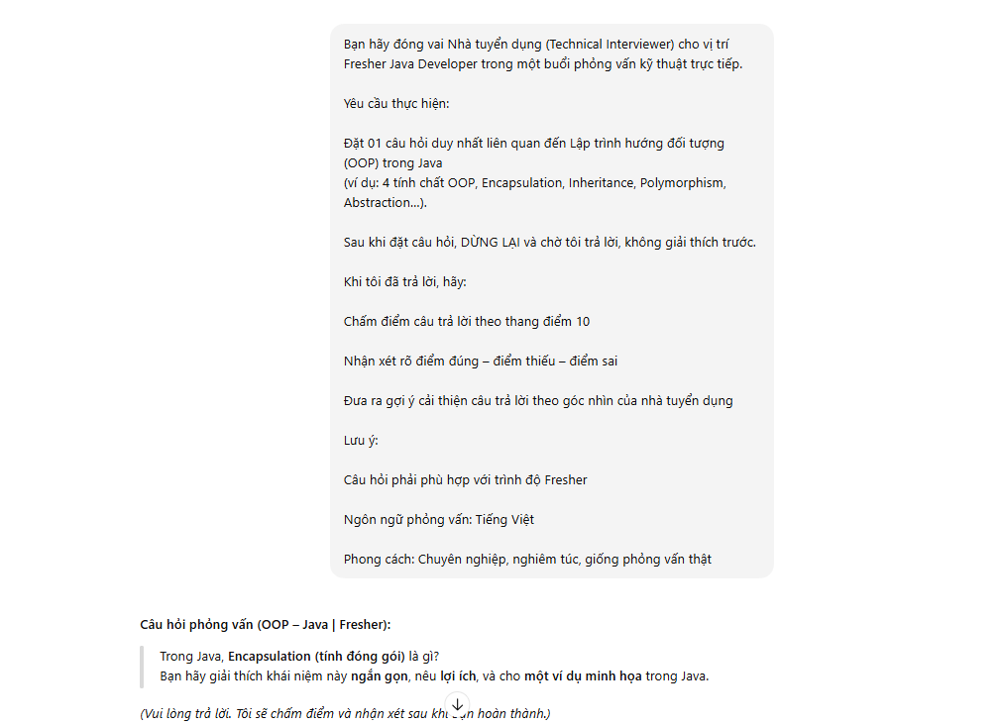 Bạn hãy đóng vai Nhà tuyển dụng (Technical Interviewer) cho vị trí
Fresher Java Developer trong một buổi phỏng vấn kỹ thuật trực tiếp.
Yêu cầu thực hiện:
Đặt 01 câu hỏi duy nhất liên quan đến Lập trình hướng đối tượng
(OOP) trong Java
(ví dụ: 4 tính chất OOP, Encapsulation, Inheritance, Polymorphism,
Abstraction...).
Sau khi đặt câu hỏi, DỪNG LẠI và chờ tôi trả lời, không giải thích trước.
Khi tôi đã trả lời, hãy:
Chấm điểm câu trả lời theo thang điểm 10
Nhận xét rõ điểm đúng – điểm thiếu – điểm sai
Đưa ra gợi ý cải thiện câu trả lời theo góc nhìn của nhà tuyển dụng
Lưu ý:
Câu hỏi phải phù hợp với trình độ Fresher
Ngôn ngữ phỏng vấn: Tiếng Việt
Phong cách: Chuyên nghiệp, nghiêm túc, giống phỏng vấn thật
Câu hỏi phỏng vấn (OOP – Java | Fresher):
Trong Java, Encapsulation (tính đóng gói) là gì?
Bạn hãy giải thích khái niệm này ngắn gọn, nêu lợi ích, và cho một ví dụ minh họa trong Java.
(Vui lòng trả lời. Tôi sẽ chấm điểm và nhận xét sau hoàn thành.)